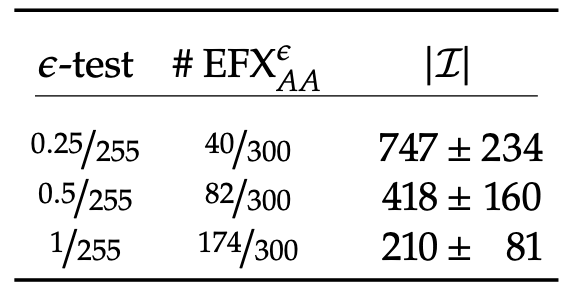 ϵ-test # EFX^ϵ_AA |ℐ|
0.25/255 40/300 747 ± 234
0.5/255 82/300 418 ± 160
1/255 174/300 210 ± 81